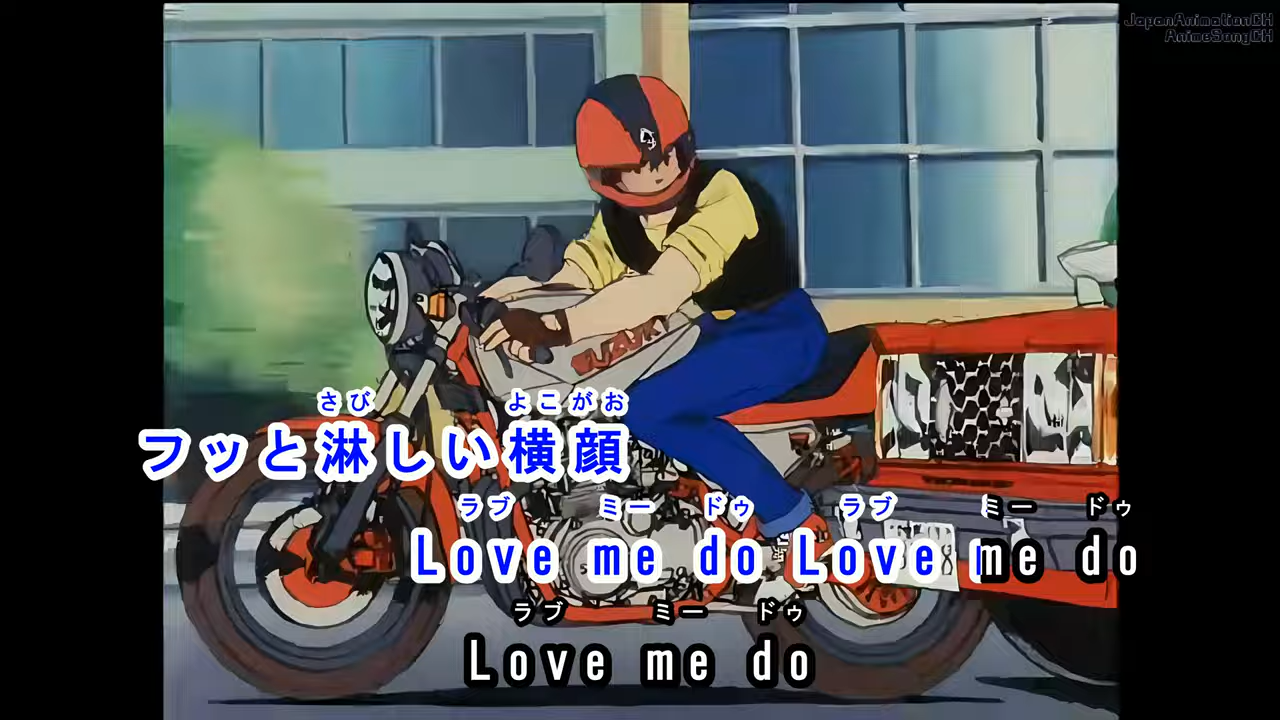 JapanAnimationCH
AnimeSongCH
SUZUKI
さび よこがお
フッと淋しい横顔
ラブ ミー ドゥ ラブ ミー ドゥ
Love me do Love me do
ラブ ミー ドゥ
Love me do